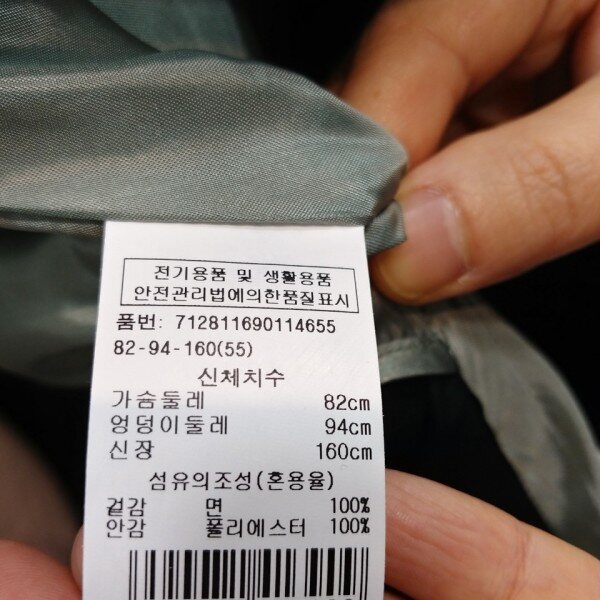 전기용품 및 생활용품
안전관리법에의한품질표시
품번: 712811690114655
82-94-160(55)
신체치수
가슴둘레 82cm
엉덩이둘레 94cm
신장 160cm
섬유의조성(혼용율)
겉감 면 100%
안감 폴리에스터 100%